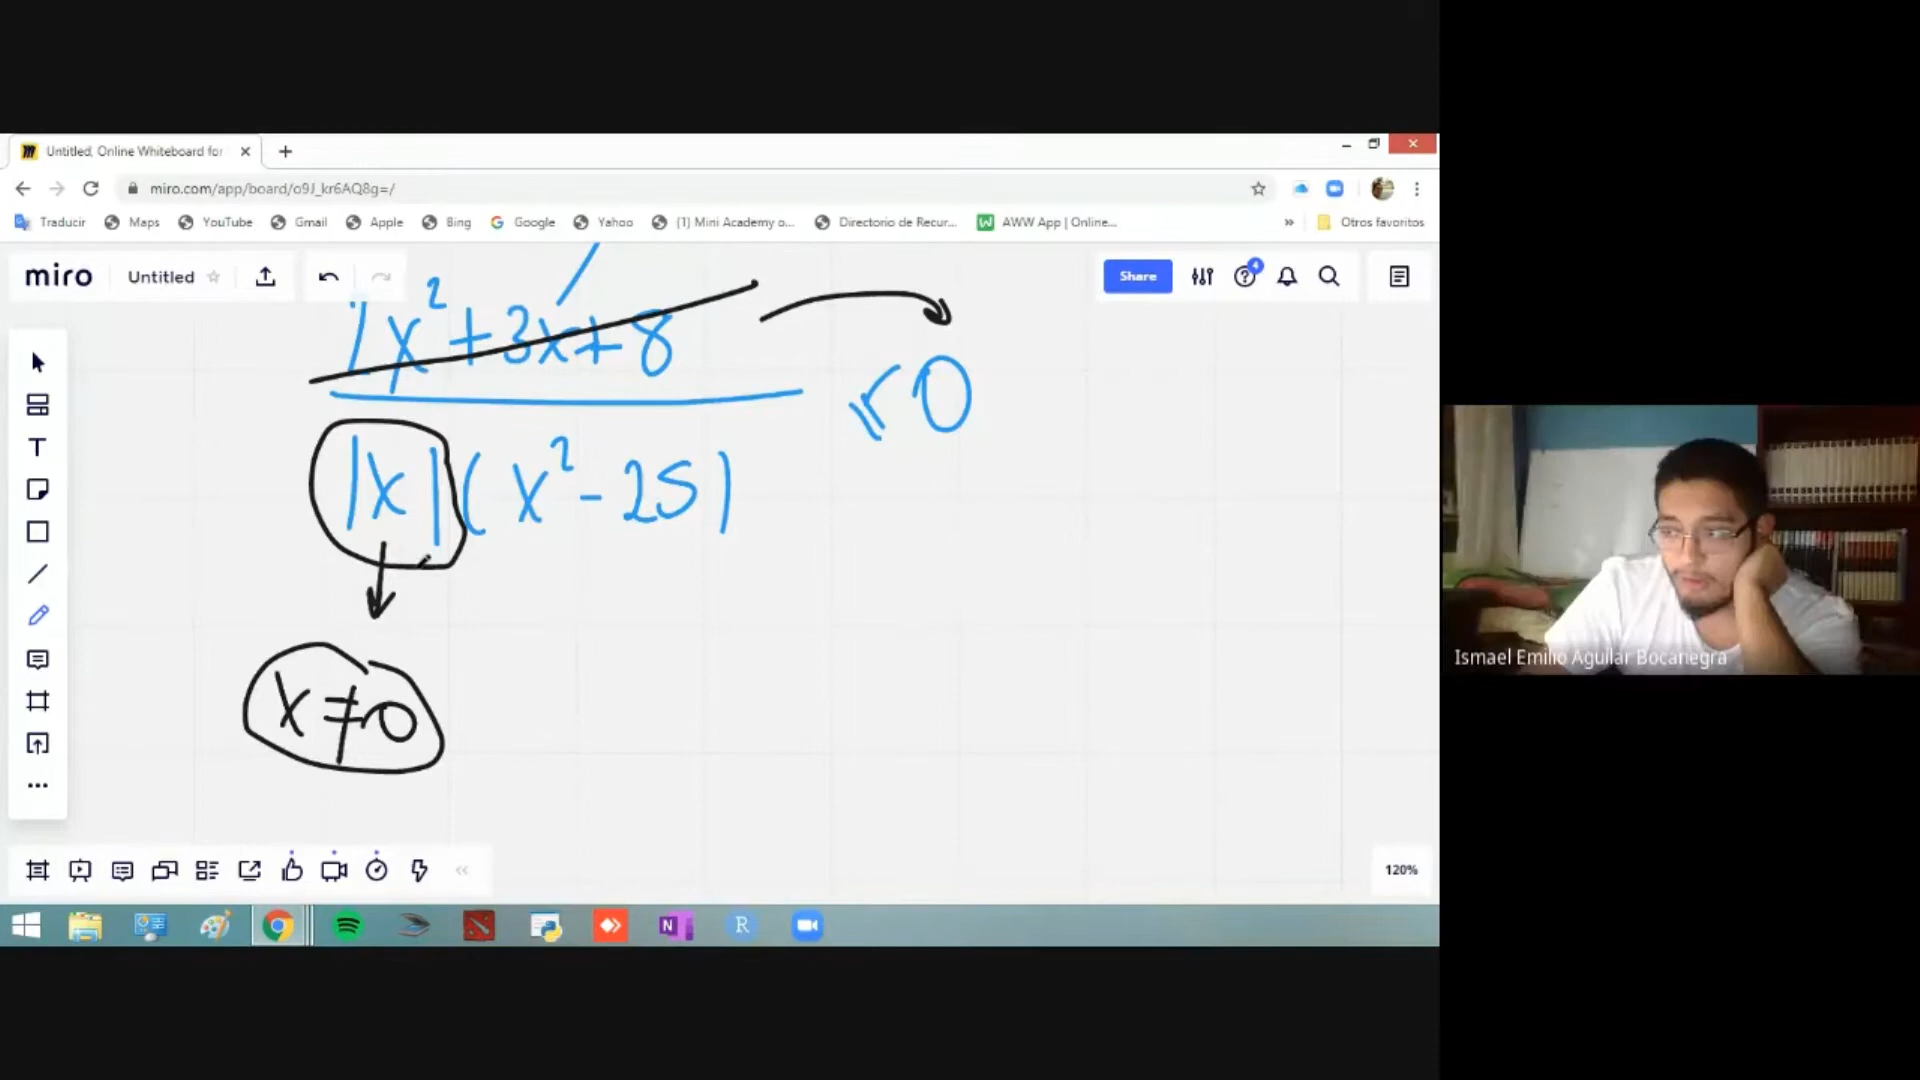 Untitled, Online Whiteboard for
miro.com/app/board/o9J_kr6AQ8g=/
Traducir Maps YouTube Gmail Apple Bing Google Yahoo (1) Mini Academy o... Directorio de Recur... AWW App | Online... » Otros favoritos
miro Untitled Share 4
x² + 3x + 8
≤ 0
|x| ( x² - 25 )
x ≠ 0
T
120%
N R
Ismael Emilio Aguilar Bocanegra